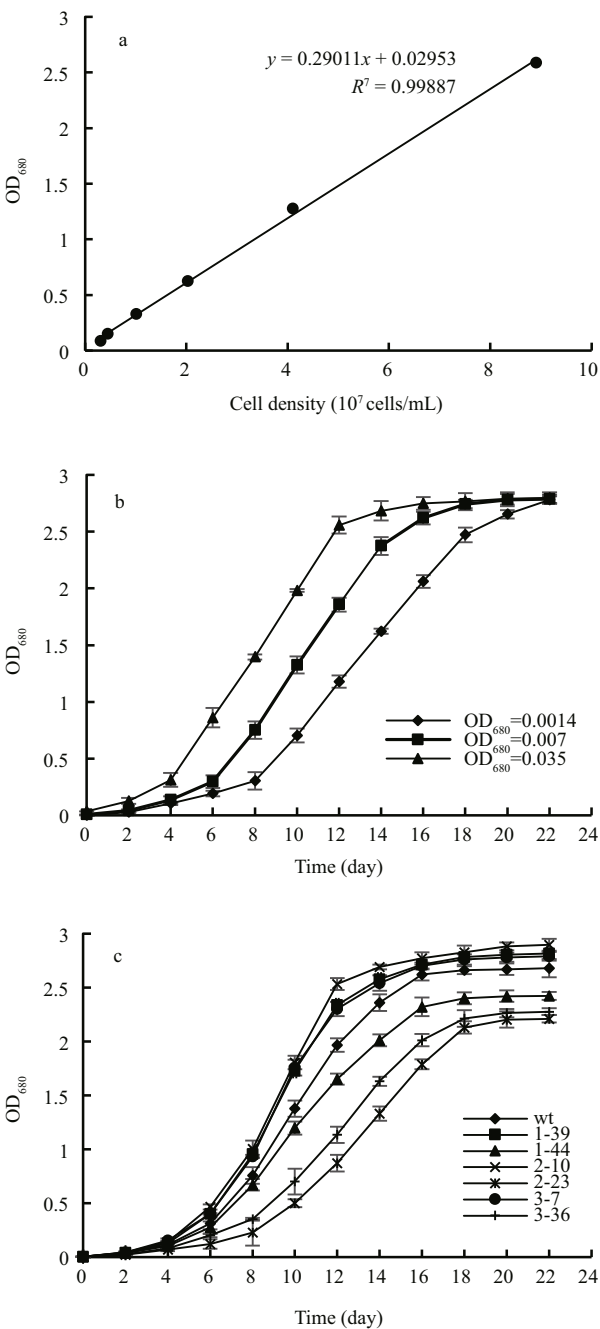 a
y = 0.29011x + 0.02953
R⁷ = 0.99887
3
2.5
2
1.5
1
0.5
0
OD₆₈₀
0 2 4 6 8 10
Cell density (10⁷ cells/mL)
b
3
2.5
2
1.5
1
0.5
0
OD₆₈₀
OD₆₈₀=0.0014
OD₆₈₀=0.007
OD₆₈₀=0.035
0 2 4 6 8 10 12 14 16 18 20 22 24
Time (day)
c
3
2.5
2
1.5
1
0.5
0
OD₆₈₀
wt
1-39
1-44
2-10
2-23
3-7
3-36
0 2 4 6 8 10 12 14 16 18 20 22 24
Time (day)